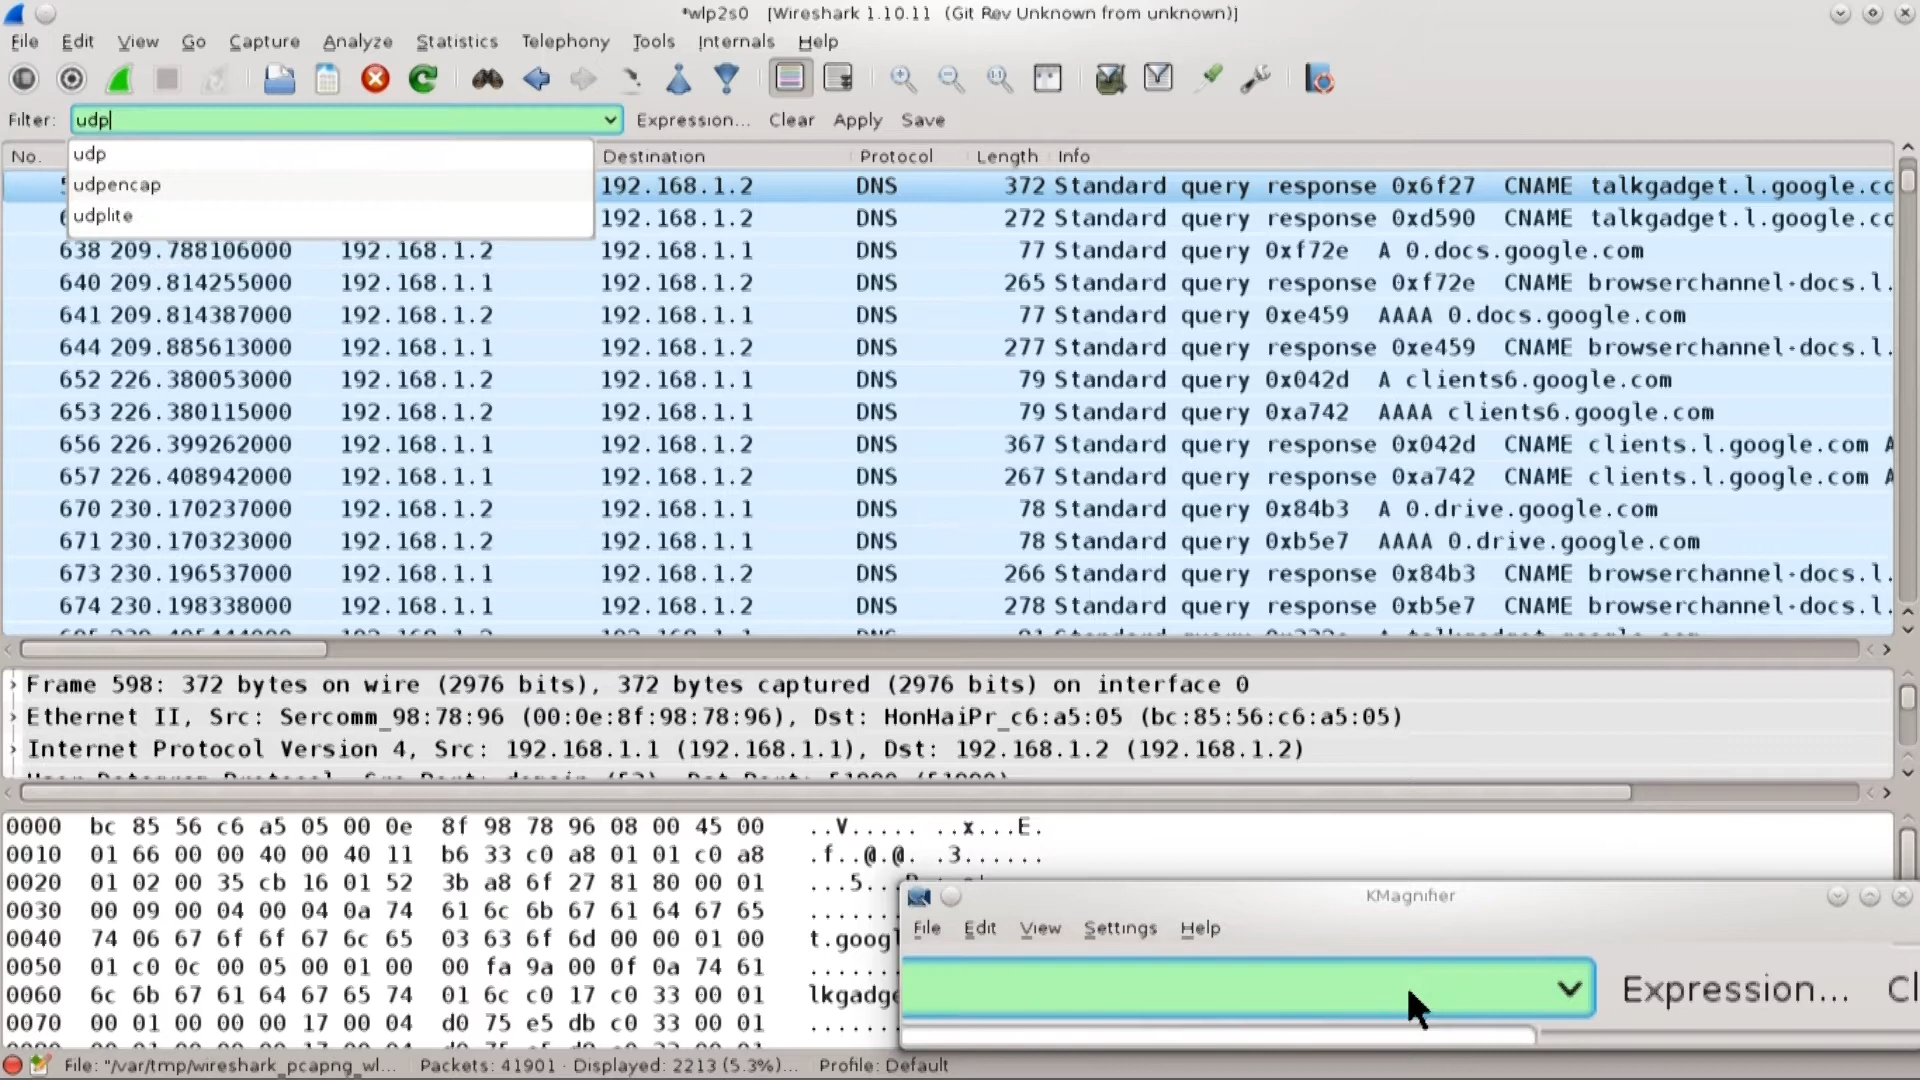 *wlp2s0 [Wireshark 1.10.11 (Git Rev Unknown from unknown)]
File Edit View Go Capture Analyze Statistics Telephony Tools Internals Help
Filter: udp Expression... Clear Apply Save
No. Destination Protocol Length Info
udp
udpencap
udplite
192.168.1.2 DNS 372 Standard query response 0x6f27 CNAME talkgadget.l.google.co
192.168.1.2 DNS 272 Standard query response 0xd590 CNAME talkgadget.l.google.co
638 209.788106000 192.168.1.2 192.168.1.1 DNS 77 Standard query 0xf72e A 0.docs.google.com
640 209.814255000 192.168.1.1 192.168.1.2 DNS 265 Standard query response 0xf72e CNAME browserchannel-docs.l.
641 209.814387000 192.168.1.2 192.168.1.1 DNS 77 Standard query 0xe459 AAAA 0.docs.google.com
644 209.885613000 192.168.1.1 192.168.1.2 DNS 277 Standard query response 0xe459 CNAME browserchannel-docs.l.
652 226.380053000 192.168.1.2 192.168.1.1 DNS 79 Standard query 0x042d A clients6.google.com
653 226.380115000 192.168.1.2 192.168.1.1 DNS 79 Standard query 0xa742 AAAA clients6.google.com
656 226.399262000 192.168.1.1 192.168.1.2 DNS 367 Standard query response 0x042d CNAME clients.l.google.com A
657 226.408942000 192.168.1.1 192.168.1.2 DNS 267 Standard query response 0xa742 CNAME clients.l.google.com A
670 230.170237000 192.168.1.2 192.168.1.1 DNS 78 Standard query 0x84b3 A 0.drive.google.com
671 230.170323000 192.168.1.2 192.168.1.1 DNS 78 Standard query 0xb5e7 AAAA 0.drive.google.com
673 230.196537000 192.168.1.1 192.168.1.2 DNS 266 Standard query response 0x84b3 CNAME browserchannel-docs.l.
674 230.198338000 192.168.1.1 192.168.1.2 DNS 278 Standard query response 0xb5e7 CNAME browserchannel-docs.l.
Frame 598: 372 bytes on wire (2976 bits), 372 bytes captured (2976 bits) on interface 0
Ethernet II, Src: Sercomm_98:78:96 (00:0e:8f:98:78:96), Dst: HonHaiPr_c6:a5:05 (bc:85:56:c6:a5:05)
Internet Protocol Version 4, Src: 192.168.1.1 (192.168.1.1), Dst: 192.168.1.2 (192.168.1.2)
0000 bc 85 56 c6 a5 05 00 0e 8f 98 78 96 08 00 45 00 ..V..... ..x...E.
0010 01 66 00 00 40 00 40 11 b6 33 c0 a8 01 01 c0 a8 .f..@.@. .3......
0020 01 02 00 35 cb 16 01 52 3b a8 6f 27 81 80 00 01 ...5...
0030 00 09 00 04 00 04 0a 74 61 6c 6b 67 61 64 67 65 .......
0040 74 06 67 6f 6f 67 6c 65 03 63 6f 6d 00 00 01 00 t.googl
0050 01 c0 0c 00 05 00 01 00 00 fa 9a 00 0f 0a 74 61 .......
0060 6c 6b 67 61 64 67 65 74 01 6c c0 17 c0 33 00 01 lkgadge
0070 00 01 00 00 00 17 00 04 d0 75 e5 db c0 33 00 01 .......
KMagnifier
File Edit View Settings Help
Expression... Cl
File: "/var/tmp/wireshark_pcapng_wl... Packets: 41901 · Displayed: 2213 (5.3%)... Profile: Default